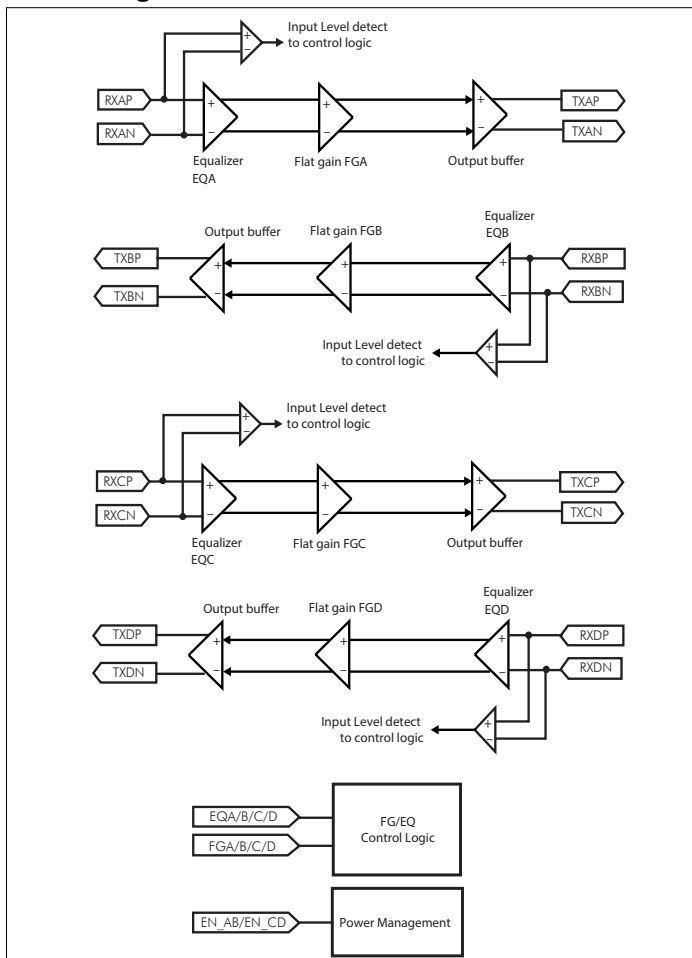 Input Level detect
to control logic
+
−
RXAP
RXAN
+
−
+
−
+
−
TXAP
TXAN
Equalizer
EQA
Flat gain FGA
Output buffer
Output buffer
Flat gain FGB
Equalizer
EQB
TXBP
TXBN
+
−
+
−
+
−
RXBP
RXBN
Input Level detect
to control logic
+
−
Input Level detect
to control logic
+
−
RXCP
RXCN
+
−
+
−
+
−
TXCP
TXCN
Equalizer
EQC
Flat gain FGC
Output buffer
Output buffer
Flat gain FGD
Equalizer
EQD
TXDP
TXDN
+
−
+
−
+
−
RXDP
RXDN
Input Level detect
to control logic
+
−
EQA/B/C/D
FGA/B/C/D
FG/EQ
Control Logic
EN_AB/EN_CD
Power Management